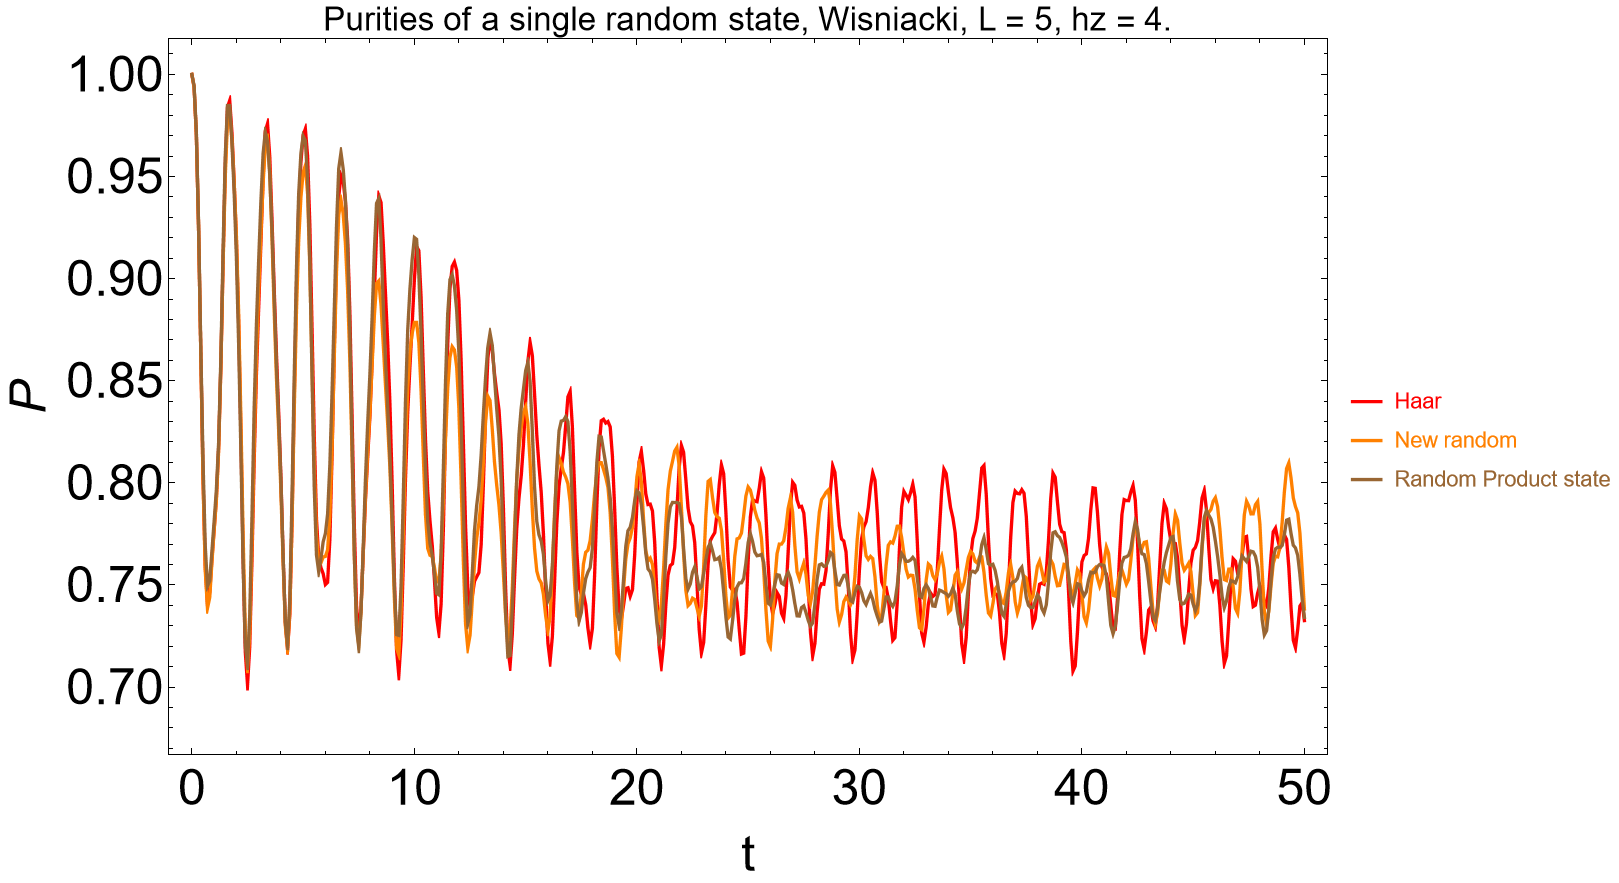 Purities of a single random state, Wisniacki, L = 5, hz = 4.
1.00
0.95
0.90
0.85
0.80
0.75
0.70
P
0 10 20 30 40 50
t
Haar
New random
Random Product state